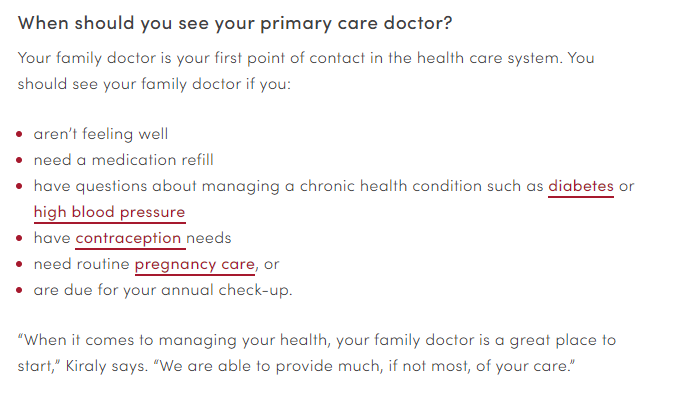 When should you see your primary care doctor?
Your family doctor is your first point of contact in the health care system. You
should see your family doctor if you:
• aren’t feeling well
• need a medication refill
• have questions about managing a chronic health condition such as diabetes or
high blood pressure
• have contraception needs
• need routine pregnancy care, or
• are due for your annual check-up.
“When it comes to managing your health, your family doctor is a great place to
start,” Kiraly says. “We are able to provide much, if not most, of your care.”